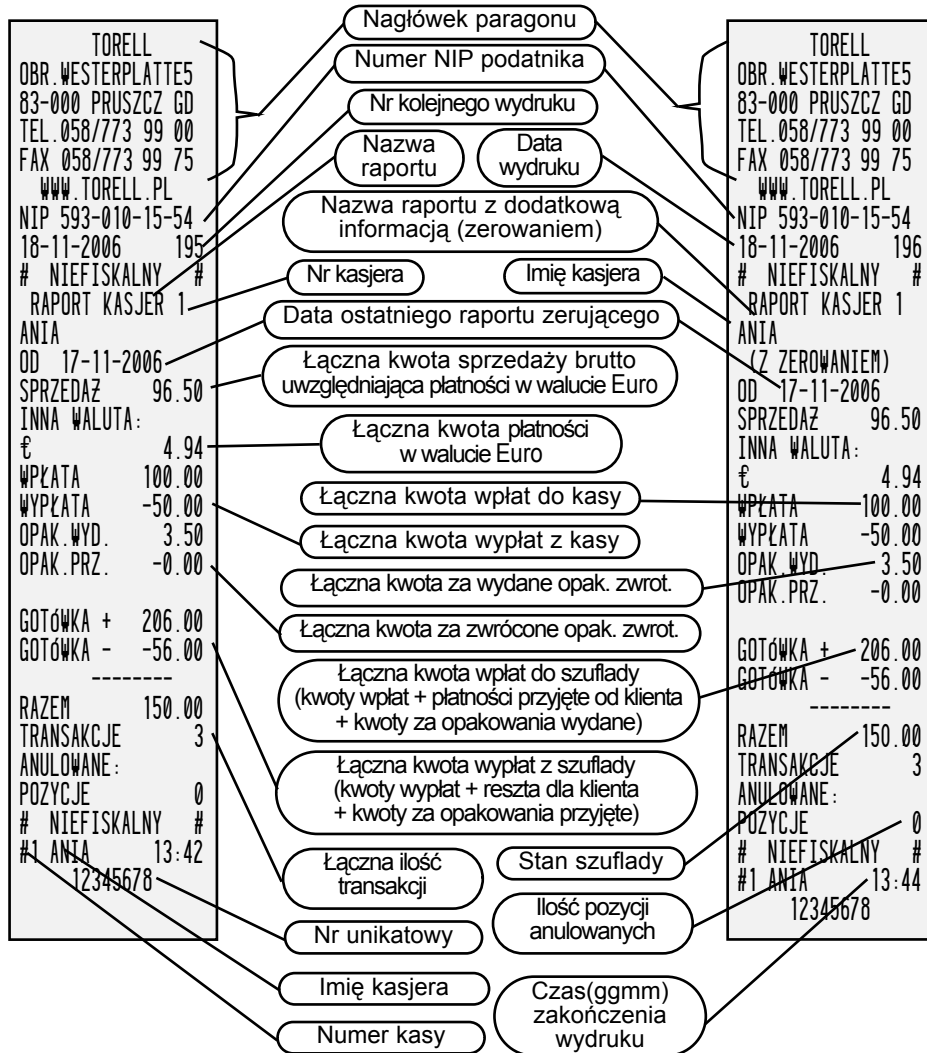 TORELL
OBR.WESTERPLATTE5
83-000 PRUSZCZ GD
TEL.058/773 99 00
FAX 058/773 99 75
WWW.TORELL.PL
NIP 593-010-15-54
18-11-2006 195
# NIEFISKALNY #
RAPORT KASJER 1
ANIA
OD 17-11-2006
SPRZEDAŻ 96.50
INNA WALUTA:
€ 4.94
WPŁATA 100.00
WYPŁATA -50.00
OPAK.WYD. 3.50
OPAK.PRZ. -0.00
GOTÓWKA + 206.00
GOTÓWKA - -56.00
--------
RAZEM 150.00
TRANSAKCJE 3
ANULOWANE:
POZYCJE 0
# NIEFISKALNY #
#1 ANIA 13:42
12345678
Nagłówek paragonu
Numer NIP podatnika
Nr kolejnego wydruku
Nazwa
raportu
Data
wydruku
Nazwa raportu z dodatkową
informacją (zerowaniem)
Nr kasjera
Imię kasjera
Data ostatniego raportu zerującego
Łączna kwota sprzedaży brutto
uwzględniająca płatności w walucie Euro
Łączna kwota płatności
w walucie Euro
Łączna kwota wpłat do kasy
Łączna kwota wypłat z kasy
Łączna kwota za wydane opak. zwrot.
Łączna kwota za zwrócone opak. zwrot.
Łączna kwota wpłat do szuflady
(kwoty wpłat + płatności przyjęte od klienta
+ kwoty za opakowania wydane)
Łączna kwota wypłat z szuflady
(kwoty wypłat + reszta dla klienta
+ kwoty za opakowania przyjęte)
Łączna ilość
transakcji
Stan szuflady
Ilość pozycji
anulowanych
Nr unikatowy
Imię kasjera
Numer kasy
Czas(ggmm)
zakończenia
wydruku
TORELL
OBR.WESTERPLATTE5
83-000 PRUSZCZ GD
TEL.058/773 99 00
FAX 058/773 99 75
WWW.TORELL.PL
NIP 593-010-15-54
18-11-2006 196
# NIEFISKALNY #
RAPORT KASJER 1
ANIA
(Z ZEROWANIEM)
OD 17-11-2006
SPRZEDAŻ 96.50
INNA WALUTA:
€ 4.94
WPŁATA 100.00
WYPŁATA -50.00
OPAK.WYD. 3.50
OPAK.PRZ. -0.00
GOTÓWKA + 206.00
GOTÓWKA - -56.00
--------
RAZEM 150.00
TRANSAKCJE 3
ANULOWANE:
POZYCJE 0
# NIEFISKALNY #
#1 ANIA 13:44
12345678